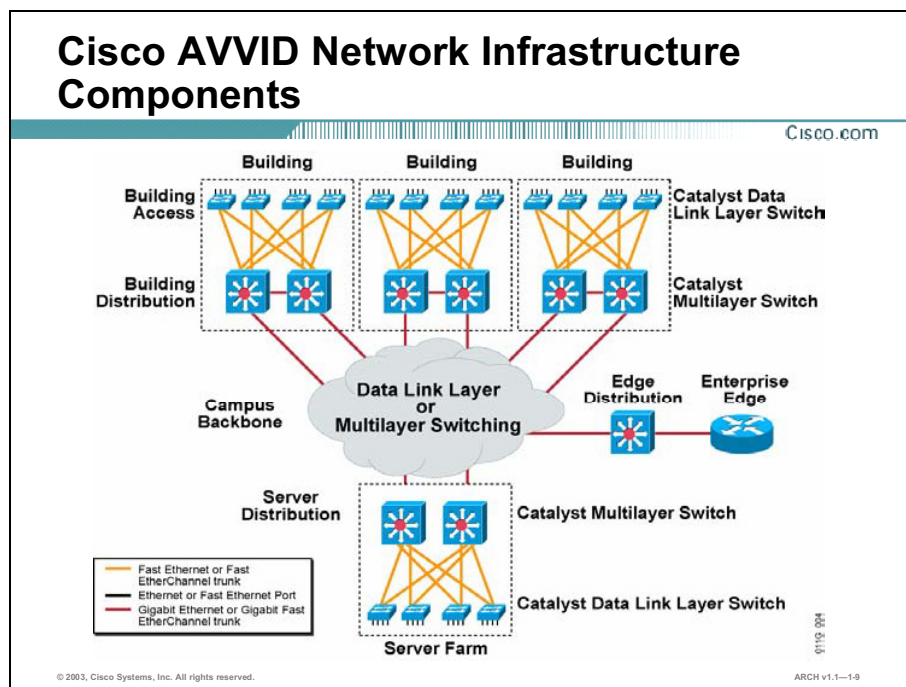 Cisco AVVID Network Infrastructure
Components
Cisco.com
Building
Building
Building
Building
Access
Catalyst Data
Link Layer Switch
Building
Distribution
Catalyst
Multilayer Switch
Data Link Layer
or
Multilayer Switching
Campus
Backbone
Edge
Distribution
Enterprise
Edge
Server
Distribution
Catalyst Multilayer Switch
Fast Ethernet or Fast
EtherChannel trunk
Ethernet or Fast Ethernet Port
Gigabit Ethernet or Gigabit Fast
EtherChannel trunk
Catalyst Data Link Layer Switch
Server Farm
© 2003, Cisco Systems, Inc. All rights reserved.
ARCH v1.1—1-9